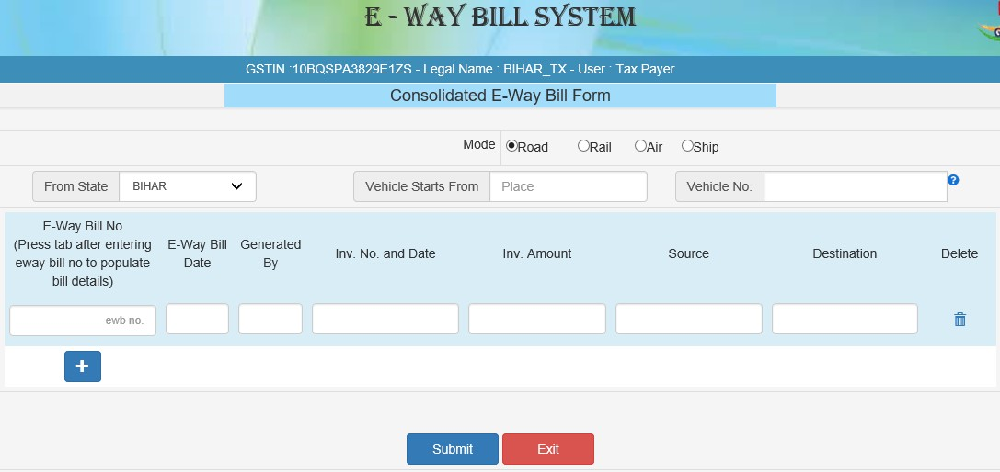 E - WAY BILL SYSTEM
GSTIN :10BQSPA3829E1ZS - Legal Name : BIHAR_TX - User : Tax Payer
Consolidated E-Way Bill Form
Mode Road Rail Air Ship
From State BIHAR Vehicle Starts From Place Vehicle No. ?
E-Way Bill No
(Press tab after entering
eway bill no to populate
bill details)
E-Way Bill
Date
Generated
By
Inv. No. and Date
Inv. Amount
Source
Destination
Delete
ewb no.
+
Submit Exit